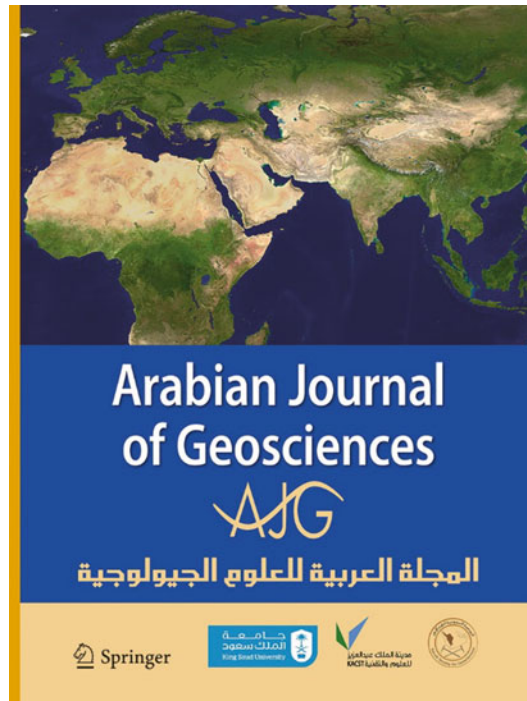 Arabian Journal
of Geosciences
AJG
المجلة العربية للعلوم الجيولوجية
Springer
جـامـعـة
الملك سعود
King Saud University
مدينة الملك عبدالعزيز
للعلوم والتقنية KACST